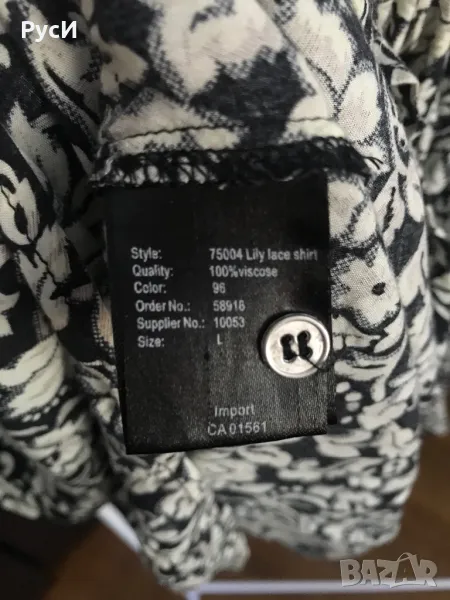 РусИ
Style: 75004 Lily lace shirt
Quality: 100%viscose
Color: 96
Order No.: 58918
Supplier No.: 10053
Size: L
Import
CA 01561
BAZAR